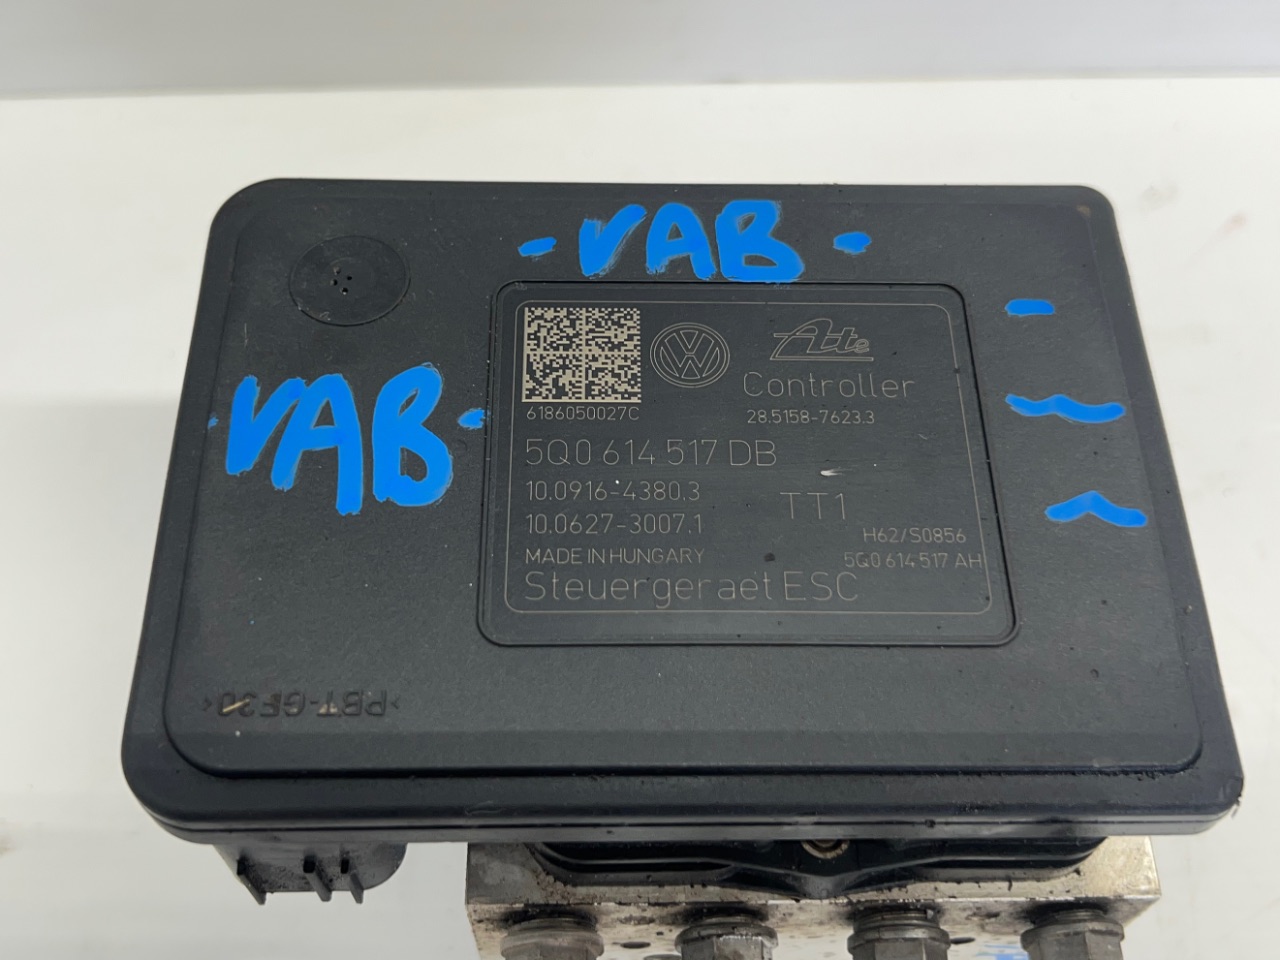 -VAB-
VAB-
Ate
Controller
6186050027C
28.5158-7623.3
5Q0 614 517 DB
10.0916-4380.3
TT1
10.0627-3007.1
H62/S0856
MADE IN HUNGARY
5Q0 614 517 AH
Steuergeraet ESC
>PBT-GF30<